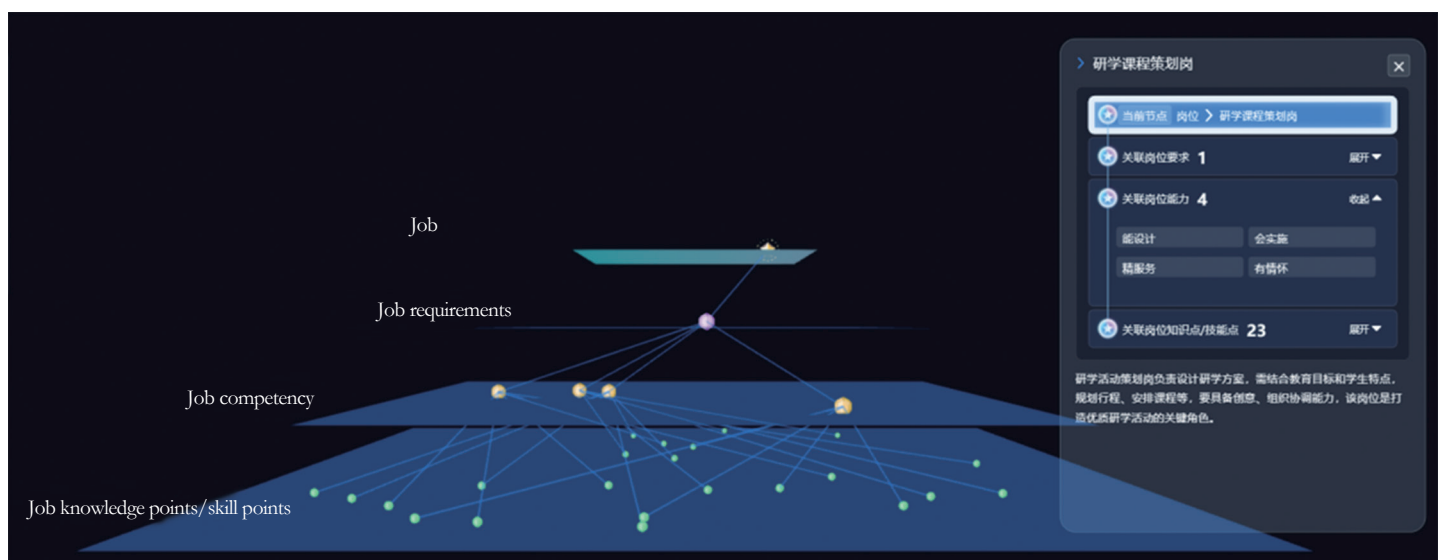 Job
Job requirements
Job competency
Job knowledge points/skill points
研学课程策划岗
当前节点 岗位 > 研学课程策划岗
关联岗位要求 1 展开
关联岗位能力 4 收起
能设计 会实施
精服务 有情怀
关联岗位知识点/技能点 23 展开
研学活动策划岗负责设计研学方案，需结合教育目标和学生特点，
规划行程、安排课程等，要具备创意、组织协调能力，该岗位是打
造优质研学活动的关键角色。